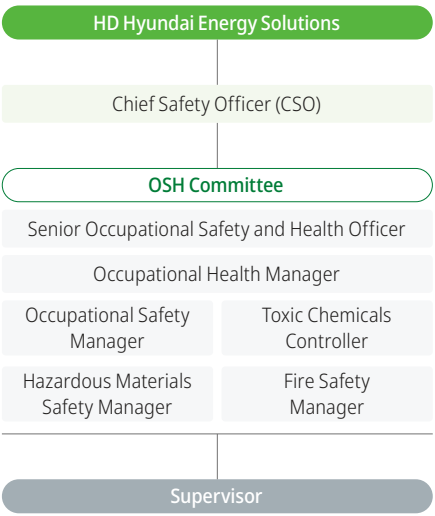 HD Hyundai Energy Solutions
Chief Safety Officer (CSO)
OSH Committee
Senior Occupational Safety and Health Officer
Occupational Health Manager
Occupational Safety
Manager
Toxic Chemicals
Controller
Hazardous Materials
Safety Manager
Fire Safety
Manager
Supervisor